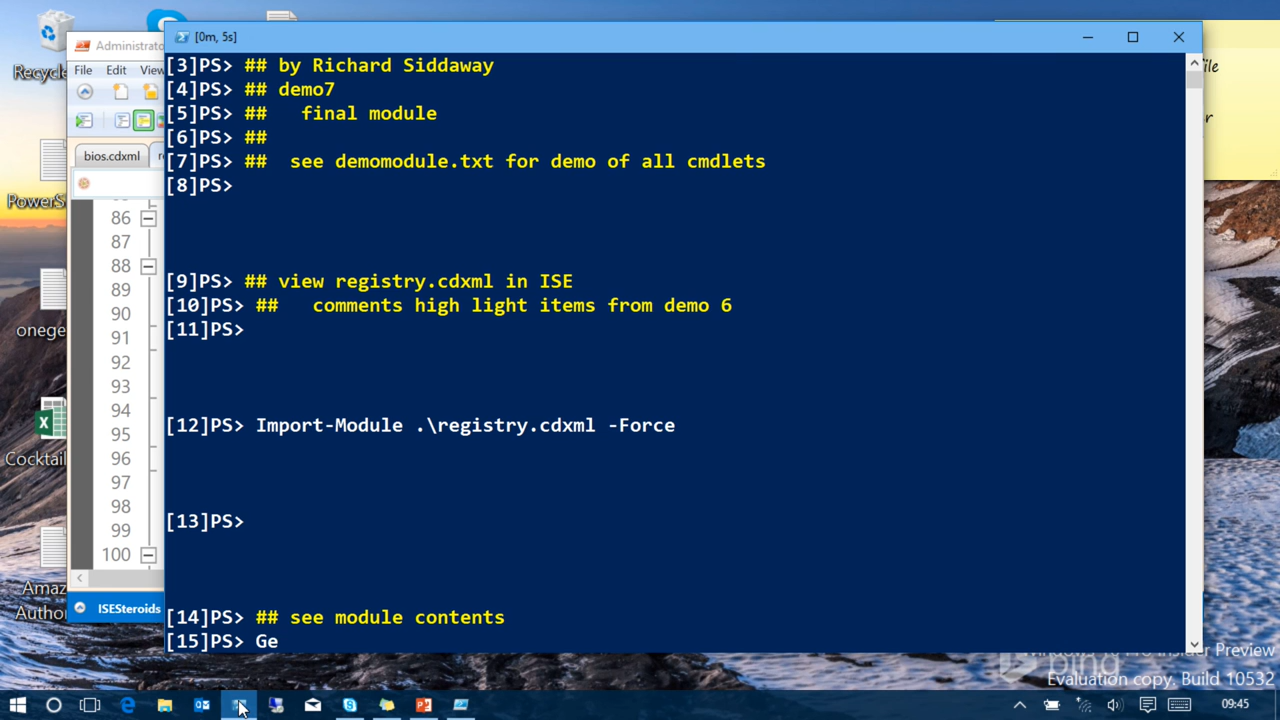 Recycle
PowerS
onege
Cocktail
Amaz
Autho
Administrato
File Edit View
bios.cdxml
86
87
88
89
90
91
92
93
94
95
96
97
98
99
100
ISESteroids
[0m, 5s]
[3]PS> ## by Richard Siddaway
[4]PS> ## demo7
[5]PS> ##   final module
[6]PS> ##
[7]PS> ##  see demomodule.txt for demo of all cmdlets
[8]PS>
[9]PS> ## view registry.cdxml in ISE
[10]PS> ##   comments high light items from demo 6
[11]PS>
[12]PS> Import-Module .\registry.cdxml -Force
[13]PS>
[14]PS> ## see module contents
[15]PS> Ge
ile
r
Preview
Evaluation copy. Build 10532
09:45